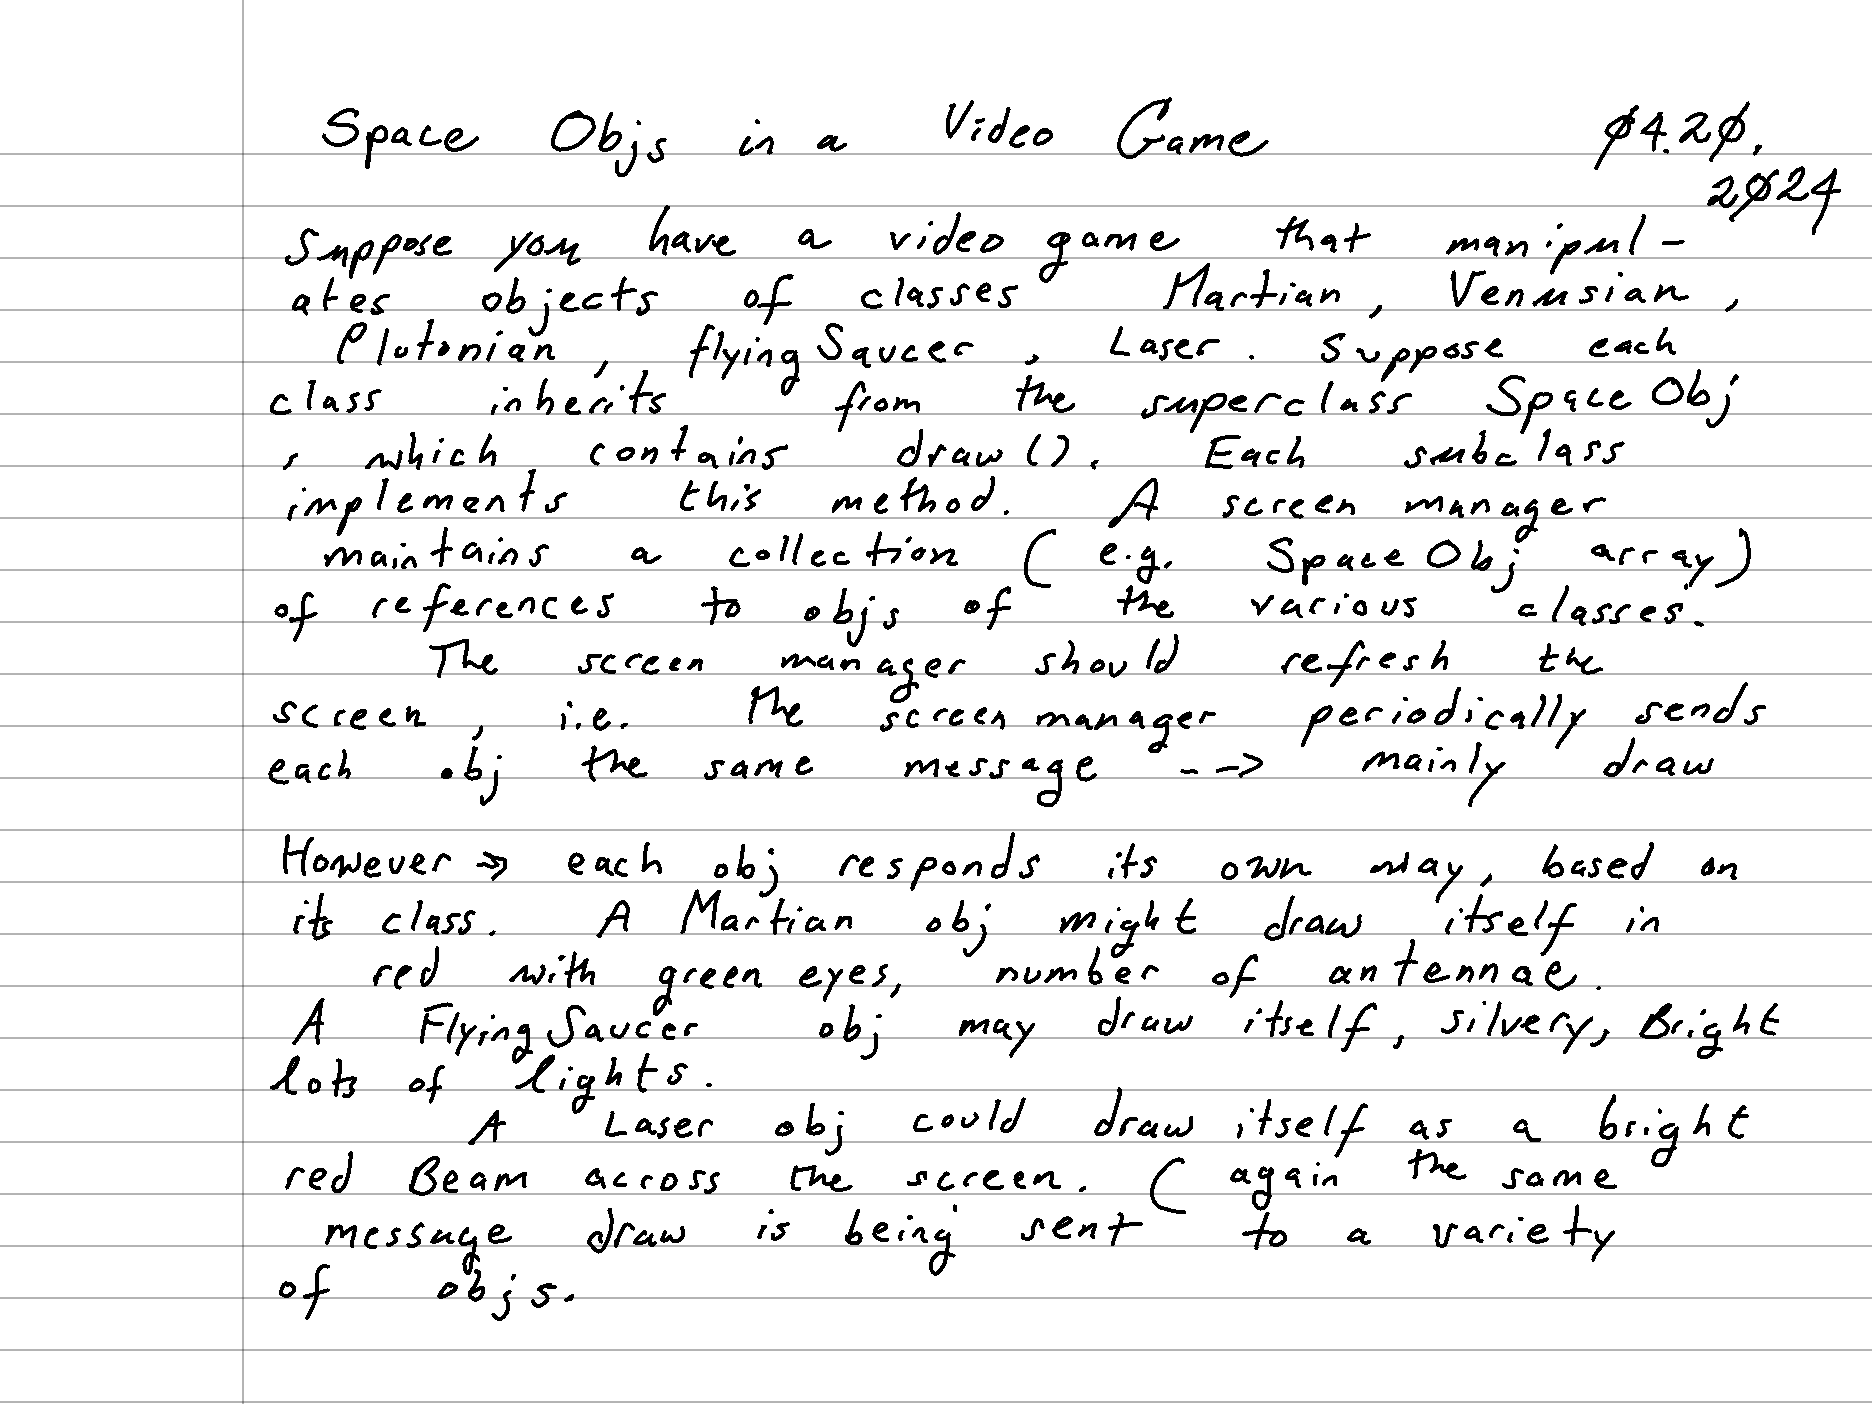 Space Objs in a Video Game 04.20.
2024
Suppose you have a video game that manipul-
ates objects of classes Martian, Venusian,
Plutonian, flyingSaucer, Laser. Suppose each
class inherits from the superclass SpaceObj
, which contains draw(). Each subclass
implements this method. A screen manager
maintains a collection (e.g. SpaceObj array)
of references to objs of the various classes.
The screen manager should refresh the
screen, i.e. the screen manager periodically sends
each obj the same message --> mainly draw
However => each obj responds its own way, based on
its class. A Martian obj might draw itself in
red with green eyes, number of antennae.
A FlyingSaucer obj may draw itself, silvery, Bright
lots of lights.
A Laser obj could draw itself as a bright
red Beam across the screen. (again the same
message draw is being sent to a variety
of objs.